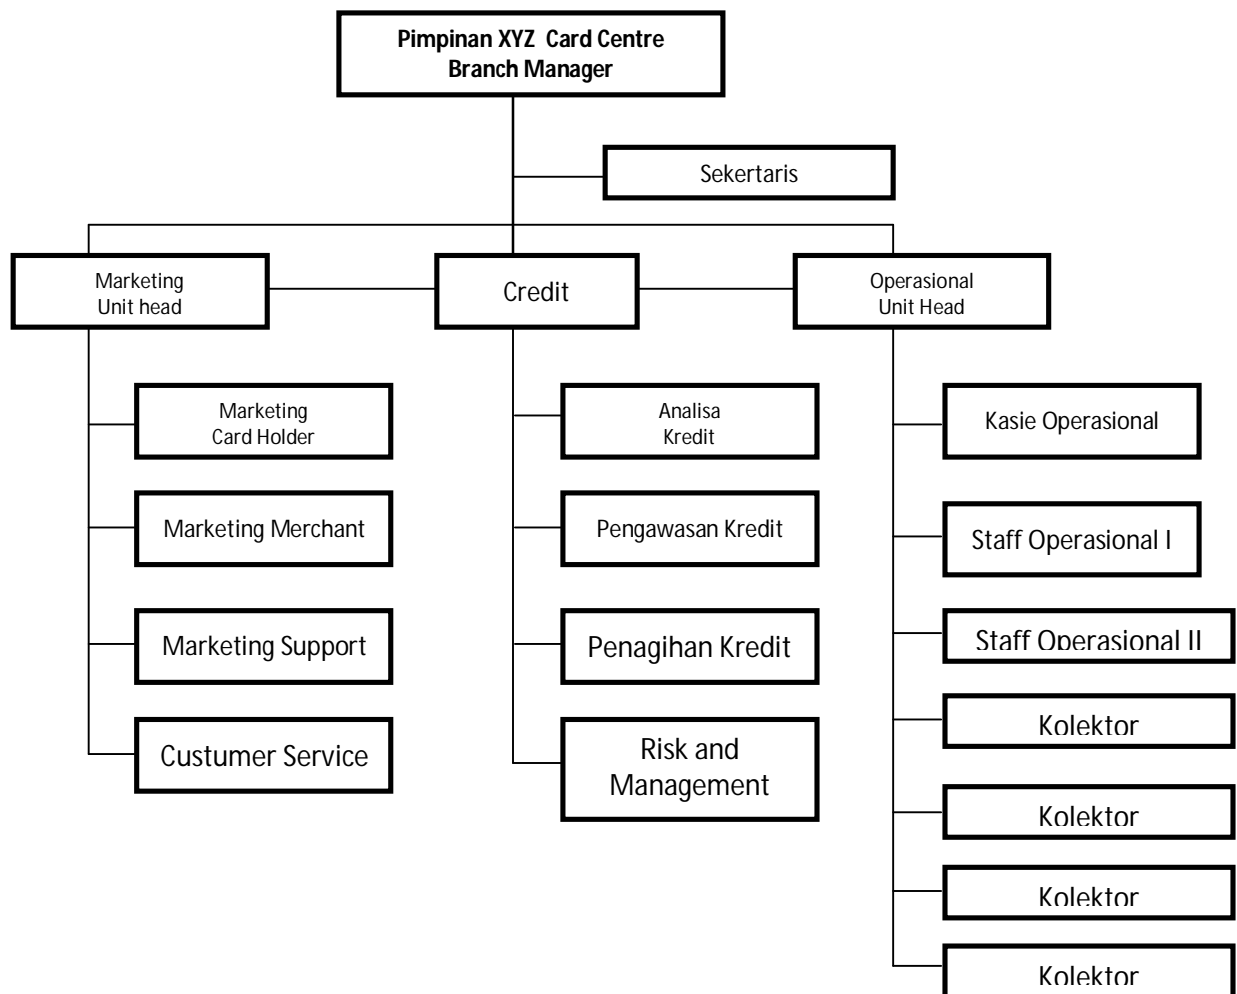 Pimpinan XYZ Card Centre
Branch Manager
Sekertaris
Marketing
Unit head
Credit
Operasional
Unit Head
Marketing
Card Holder
Marketing Merchant
Marketing Support
Custumer Service
Analisa
Kredit
Pengawasan Kredit
Penagihan Kredit
Risk and
Management
Kasie Operasional
Staff Operasional I
Staff Operasional II
Kolektor
Kolektor
Kolektor
Kolektor